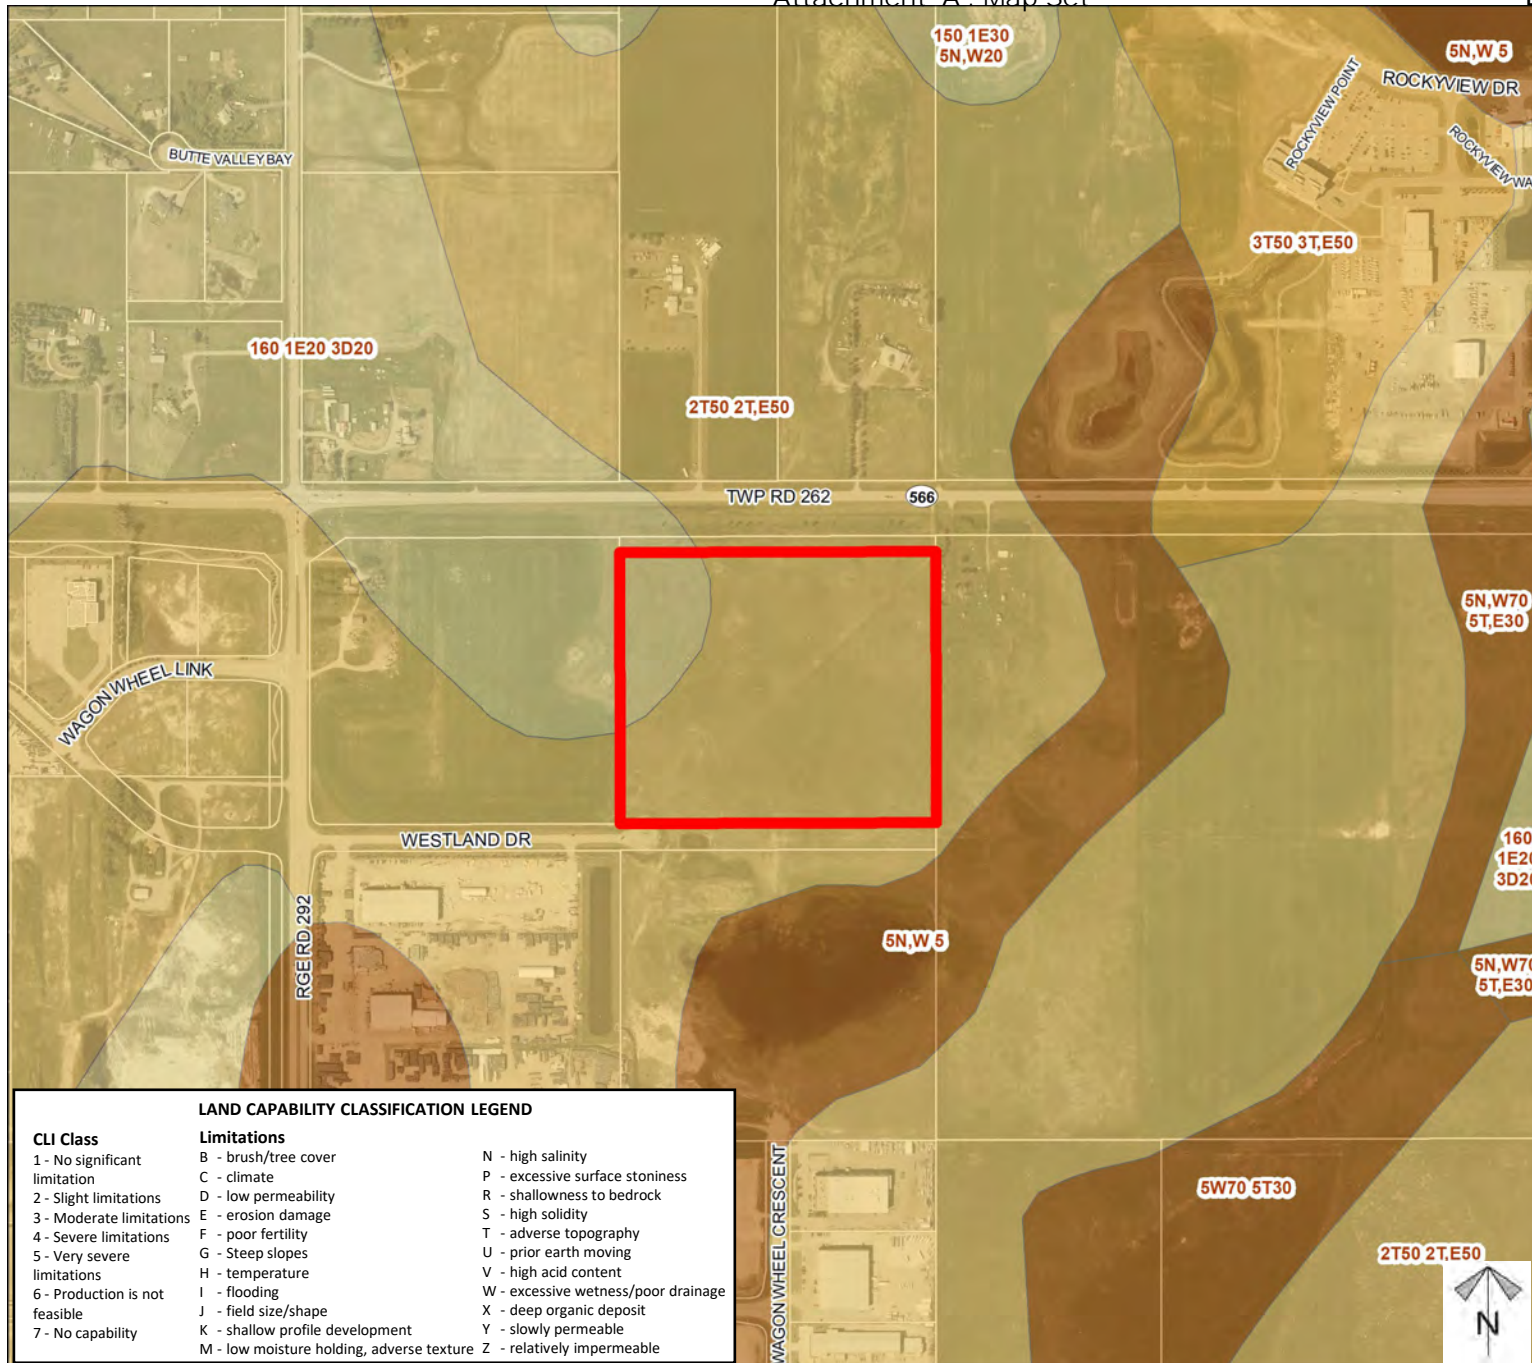 Attachment 'A': Map Set
150 1E30
5N,W20
5N,W 5
ROCKYVIEW DR
ROCKYVIEW POINT
BUTTE VALLEY BAY
3T50 3T,E50
160 1E20 3D20
2T50 2T,E50
TWP RD 262
566
5N,W70
5T,E30
WAGON WHEEL LINK
WESTLAND DR
160
1E20
3D20
RGE RD 292
5N,W 5
5N,W70
5T,E30
5W70 5T30
2T50 2T,E50
WAGON WHEEL CRESCENT
N
LAND CAPABILITY CLASSIFICATION LEGEND
CLI Class
1 - No significant
limitation
2 - Slight limitations
3 - Moderate limitations
4 - Severe limitations
5 - Very severe
limitations
6 - Production is not
feasible
7 - No capability
Limitations
B - brush/tree cover
C - climate
D - low permeability
E - erosion damage
F - poor fertility
G - Steep slopes
H - temperature
I - flooding
J - field size/shape
K - shallow profile development
M - low moisture holding, adverse texture
N - high salinity
P - excessive surface stoniness
R - shallowness to bedrock
S - high solidity
T - adverse topography
U - prior earth moving
V - high acid content
W - excessive wetness/poor drainage
X - deep organic deposit
Y - slowly permeable
Z - relatively impermeable